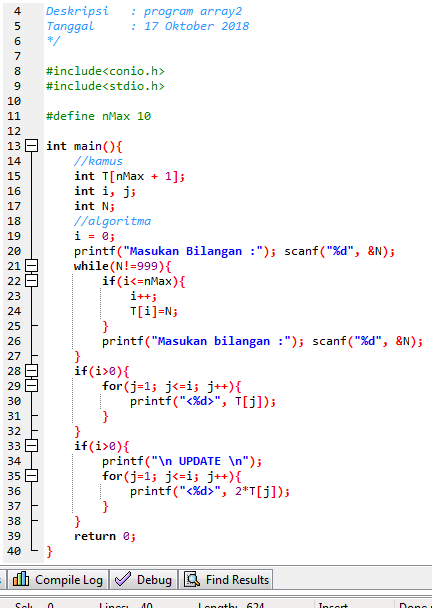 4 Deskripsi : program array2
5 Tanggal : 17 Oktober 2018
6 */
7
8 #include<conio.h>
9 #include<stdio.h>
10
11 #define nMax 10
12
13 int main(){
14 //kamus
15 int T[nMax + 1];
16 int i, j;
17 int N;
18 //algoritma
19 i = 0;
20 printf("Masukan Bilangan :"); scanf("%d", &N);
21 while(N!=999){
22 if(i<=nMax){
23 i++;
24 T[i]=N;
25 }
26 printf("Masukan bilangan :"); scanf("%d", &N);
27 }
28 if(i>0){
29 for(j=1; j<=i; j++){
30 printf("<%d>", T[j]);
31 }
32 }
33 if(i>0){
34 printf("\n UPDATE \n");
35 for(j=1; j<=i; j++){
36 printf("<%d>", 2*T[j]);
37 }
38 }
39 return 0;
40 }
Compile Log Debug Find Results
Sel: 0 Lines: 40 Length: 624 Insert